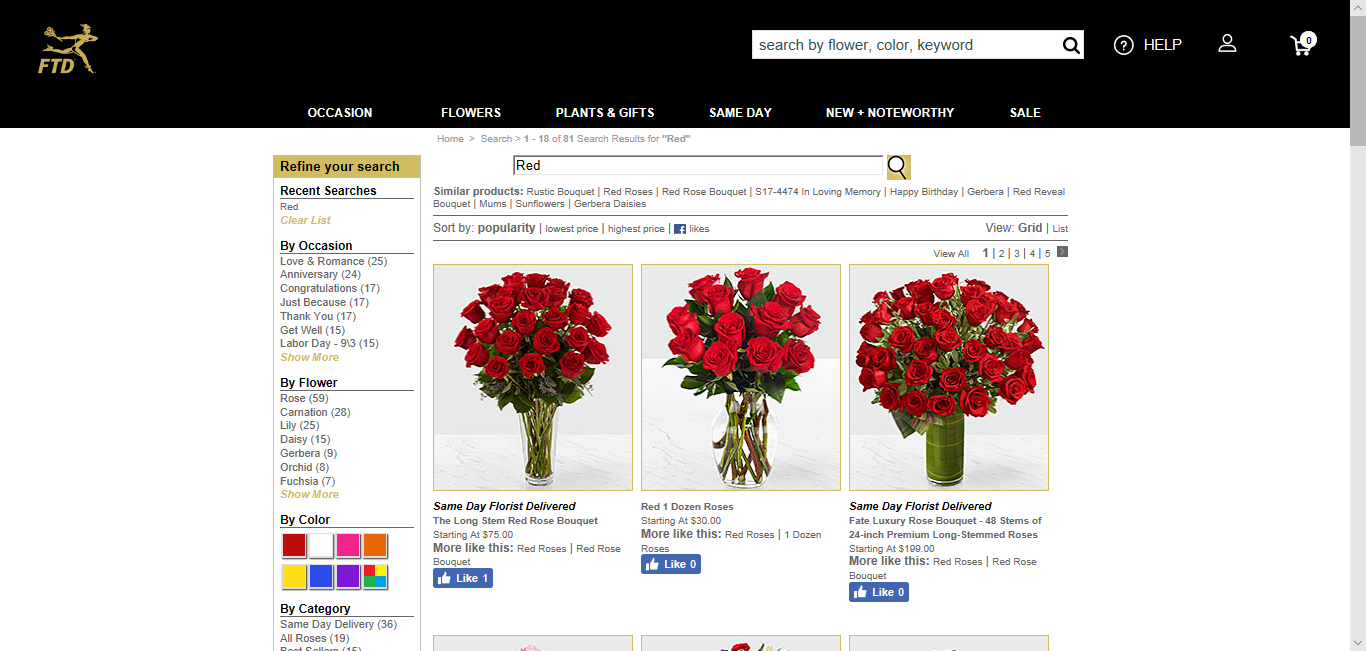 FTD
search by flower, color, keyword
? HELP
0
OCCASION FLOWERS PLANTS & GIFTS SAME DAY NEW + NOTEWORTHY SALE
Home > Search > 1 - 18 of 81 Search Results for "Red"
Refine your search
Recent Searches
Red
Clear List
By Occasion
Love & Romance (25)
Anniversary (24)
Congratulations (17)
Just Because (17)
Thank You (17)
Get Well (15)
Labor Day - 9\3 (15)
Show More
By Flower
Rose (59)
Carnation (28)
Lily (25)
Daisy (15)
Gerbera (9)
Orchid (8)
Fuchsia (7)
Show More
By Color
By Category
Same Day Delivery (36)
All Roses (19)
Best Sellers (15)
Red
Similar products: Rustic Bouquet | Red Roses | Red Rose Bouquet | S17-4474 In Loving Memory | Happy Birthday | Gerbera | Red Reveal
Bouquet | Mums | Sunflowers | Gerbera Daisies
Sort by: popularity | lowest price | highest price | f likes View: Grid | List
View All 1 | 2 | 3 | 4 | 5 >
Same Day Florist Delivered
The Long Stem Red Rose Bouquet
Starting At $75.00
More like this: Red Roses | Red Rose
Bouquet
Like 1
Red 1 Dozen Roses
Starting At $30.00
More like this: Red Roses | 1 Dozen
Roses
Like 0
Same Day Florist Delivered
Fate Luxury Rose Bouquet - 48 Stems of
24-inch Premium Long-Stemmed Roses
Starting At $199.00
More like this: Red Roses | Red Rose
Bouquet
Like 0